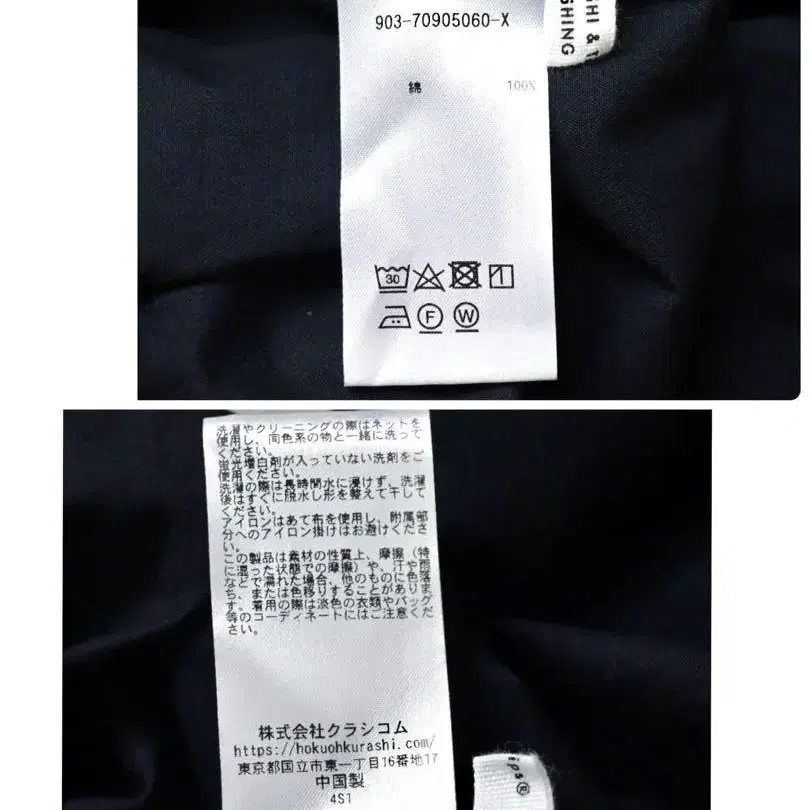 903-70905060-X
SHI & T
SHING
綿 100%
30
F W
洗濯やクリーニングの際はネットを
使用し、同色系の物と一緒に洗って
ください。
蛍光増白剤が入っていない洗剤をご
使用ください。
洗濯の際は長時間水に浸けず、洗濯
後はすぐに脱水し形を整えて干して
ください。
アイロンはあて布を使用し、附属部
分へのアイロン掛けはお避けくださ
い。
この製品は素材の性質上、摩擦（特
に湿った状態での摩擦）や、汗や雨
などで濡れた場合、他のものに色落
ち、または色移りすることがありま
す。着用の際は淡色の衣類やバッグ
等のコーディネートにはご注意くだ
さい。
株式会社クラシコム
https://hokuohkurashi.com/
東京都国立市東一丁目16番地17
中国製
4S1
ips®